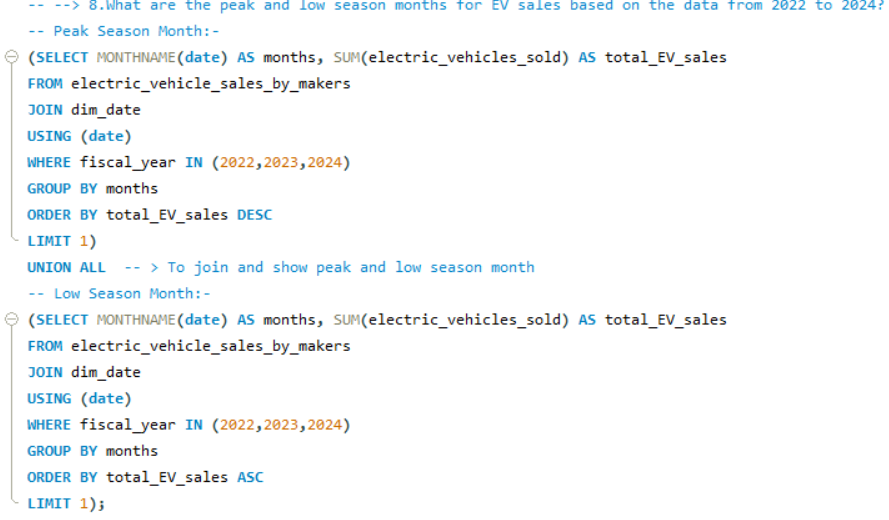 -- --> 8.What are the peak and low season months for EV sales based on the data from 2022 to 2024?
-- Peak Season Month:-
(SELECT MONTHNAME(date) AS months, SUM(electric_vehicles_sold) AS total_EV_sales
FROM electric_vehicle_sales_by_makers
JOIN dim_date
USING (date)
WHERE fiscal_year IN (2022,2023,2024)
GROUP BY months
ORDER BY total_EV_sales DESC
LIMIT 1)
UNION ALL -- > To join and show peak and low season month
-- Low Season Month:-
(SELECT MONTHNAME(date) AS months, SUM(electric_vehicles_sold) AS total_EV_sales
FROM electric_vehicle_sales_by_makers
JOIN dim_date
USING (date)
WHERE fiscal_year IN (2022,2023,2024)
GROUP BY months
ORDER BY total_EV_sales ASC
LIMIT 1);